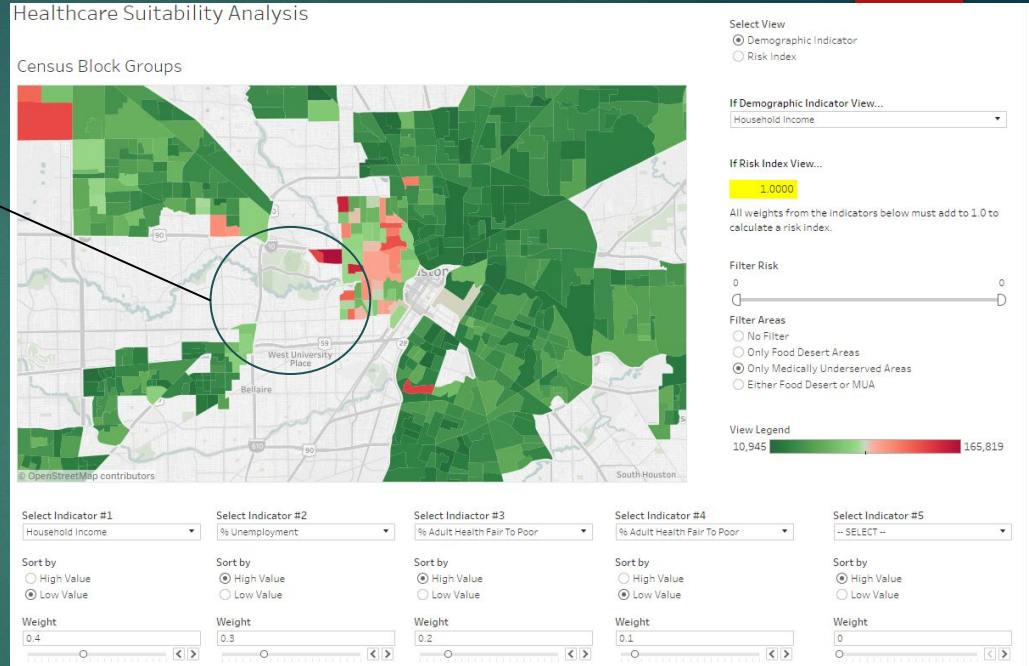 Healthcare Suitability Analysis
Census Block Groups
90
10
59
West University
Place
Bellaire
28
610
90
© OpenStreetMap contributors
South Houston
Select View
Demographic Indicator
Risk Index
If Demographic Indicator View...
Household Income
If Risk Index View...
1.0000
All weights from the indicators below must add to 1.0 to
calculate a risk index.
Filter Risk
0 0
Filter Areas
No Filter
Only Food Desert Areas
Only Medically Underserved Areas
Either Food Desert or MUA
View Legend
10,945 165,819
Select Indicator #1 Select Indicator #2 Select Indiactor #3 Select Indicator #4 Select Indicator #5
Household Income % Unemployment % Adult Health Fair To Poor % Adult Health Fair To Poor -- SELECT --
Sort by Sort by Sort by Sort by Sort by
High Value High Value High Value High Value High Value
Low Value Low Value Low Value Low Value Low Value
Weight Weight Weight Weight Weight
0.4 0.3 0.2 0.1 0